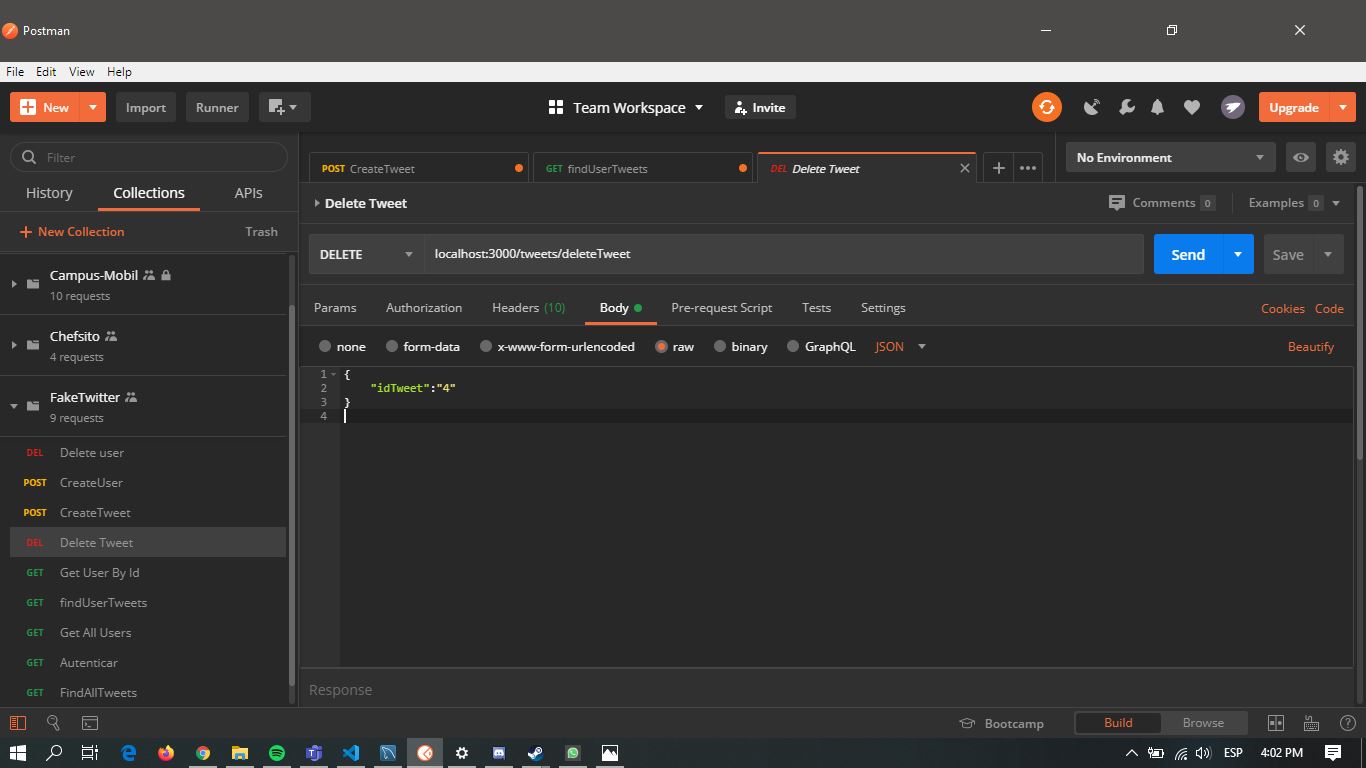 Postman
File Edit View Help
New Import Runner Team Workspace Invite Upgrade
Filter
History Collections APIs
New Collection Trash
Campus-Mobil
10 requests
Chefsito
4 requests
FakeTwitter
9 requests
DEL Delete user
POST CreateUser
POST CreateTweet
DEL Delete Tweet
GET Get User By Id
GET findUserTweets
GET Get All Users
GET Autenticar
GET FindAllTweets
POST CreateTweet GET findUserTweets DEL Delete Tweet No Environment
Delete Tweet Comments 0 Examples 0
DELETE localhost:3000/tweets/deleteTweet Send Save
Params Authorization Headers (10) Body Pre-request Script Tests Settings Cookies Code
none form-data x-www-form-urlencoded raw binary GraphQL JSON Beautify
1 {
2 "idTweet":"4"
3 }
4
Response
Bootcamp Build Browse
ESP 4:02 PM